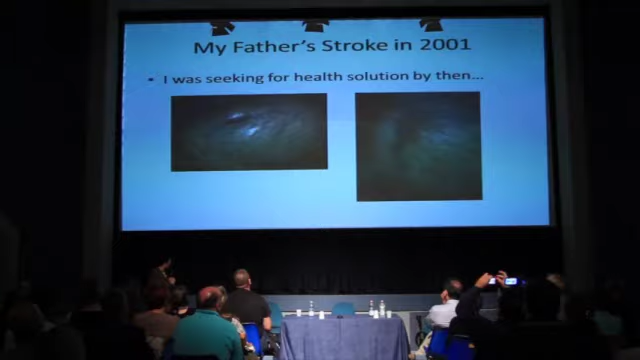 My Father's Stroke in 2001
• I was seeking for health solution by then...